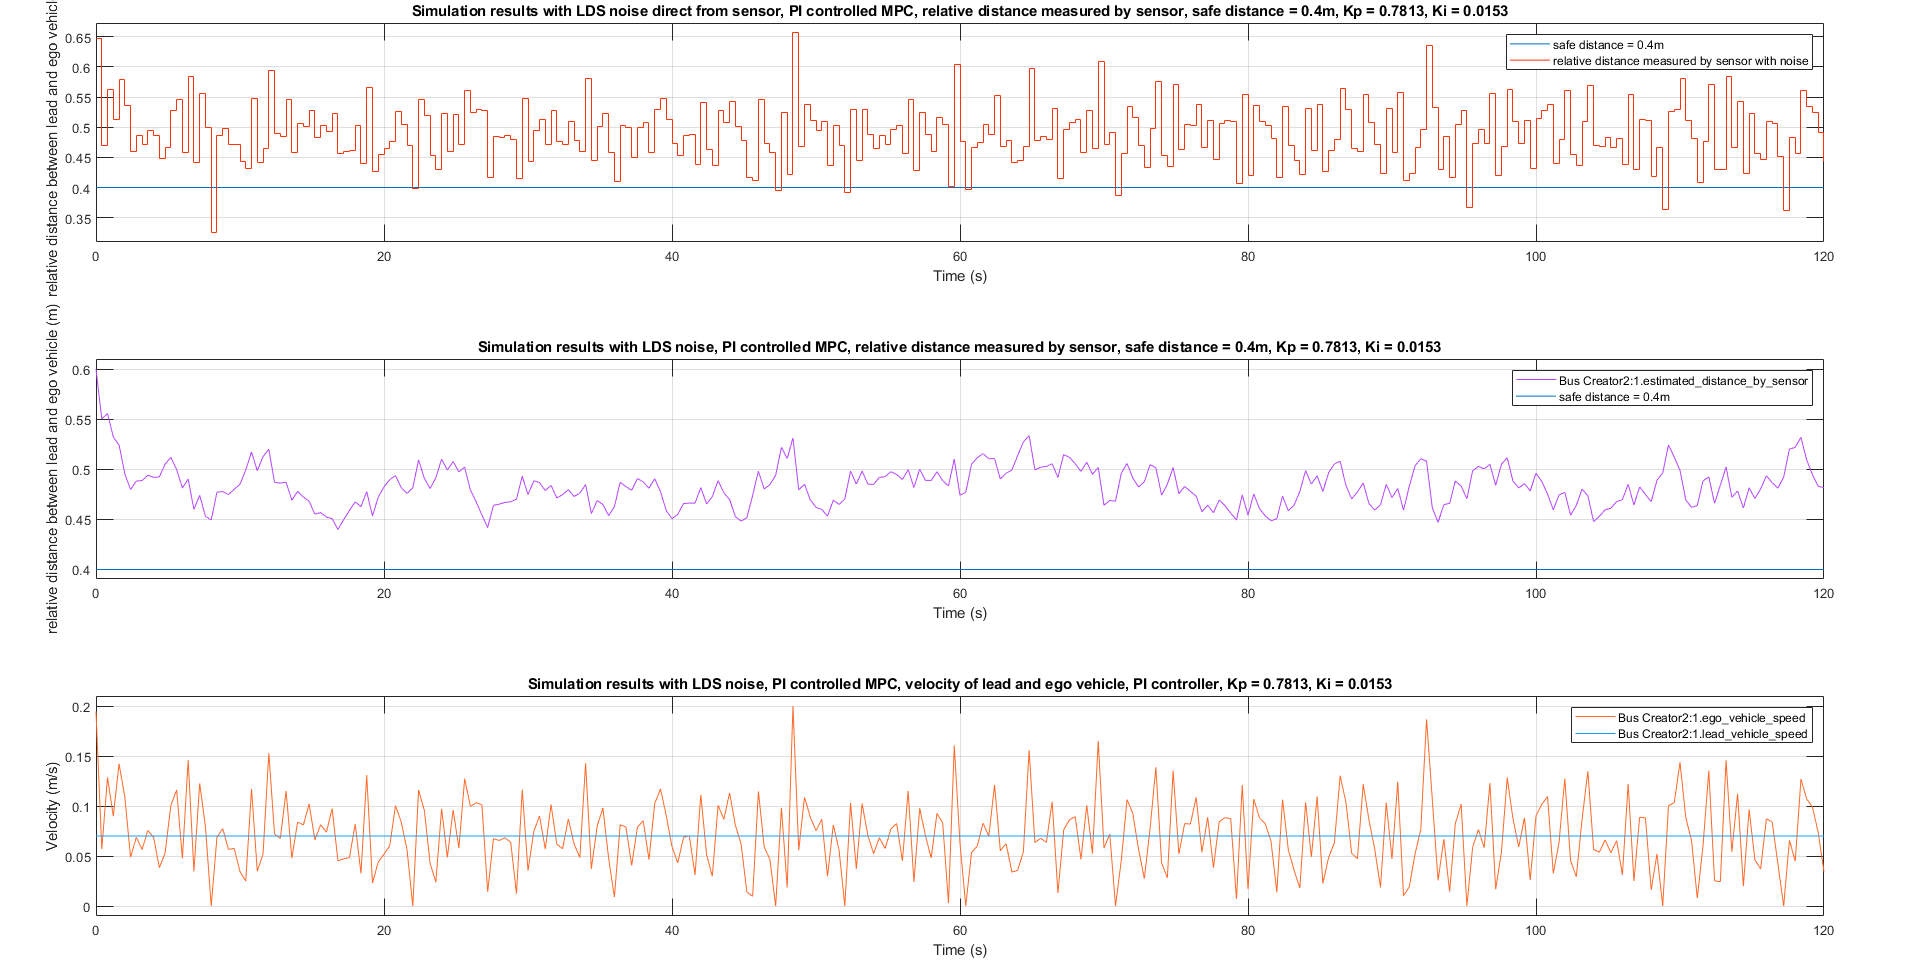 Simulation results with LDS noise direct from sensor, PI controlled MPC, relative distance measured by sensor, safe distance = 0.4m, Kp = 0.7813, Ki = 0.0153
relative distance between lead and ego vehicle
0.65
0.6
0.55
0.5
0.45
0.4
0.35
safe distance = 0.4m
relative distance measured by sensor with noise
0 20 40 60 80 100 120
Time (s)
Simulation results with LDS noise, PI controlled MPC, relative distance measured by sensor, safe distance = 0.4m, Kp = 0.7813, Ki = 0.0153
relative distance between lead and ego vehicle (m)
0.6
0.55
0.5
0.45
0.4
Bus Creator2:1.estimated_distance_by_sensor
safe distance = 0.4m
0 20 40 60 80 100 120
Time (s)
Simulation results with LDS noise, PI controlled MPC, velocity of lead and ego vehicle, PI controller, Kp = 0.7813, Ki = 0.0153
Velocity (m/s)
0.2
0.15
0.1
0.05
0
Bus Creator2:1.ego_vehicle_speed
Bus Creator2:1.lead_vehicle_speed
0 20 40 60 80 100 120
Time (s)